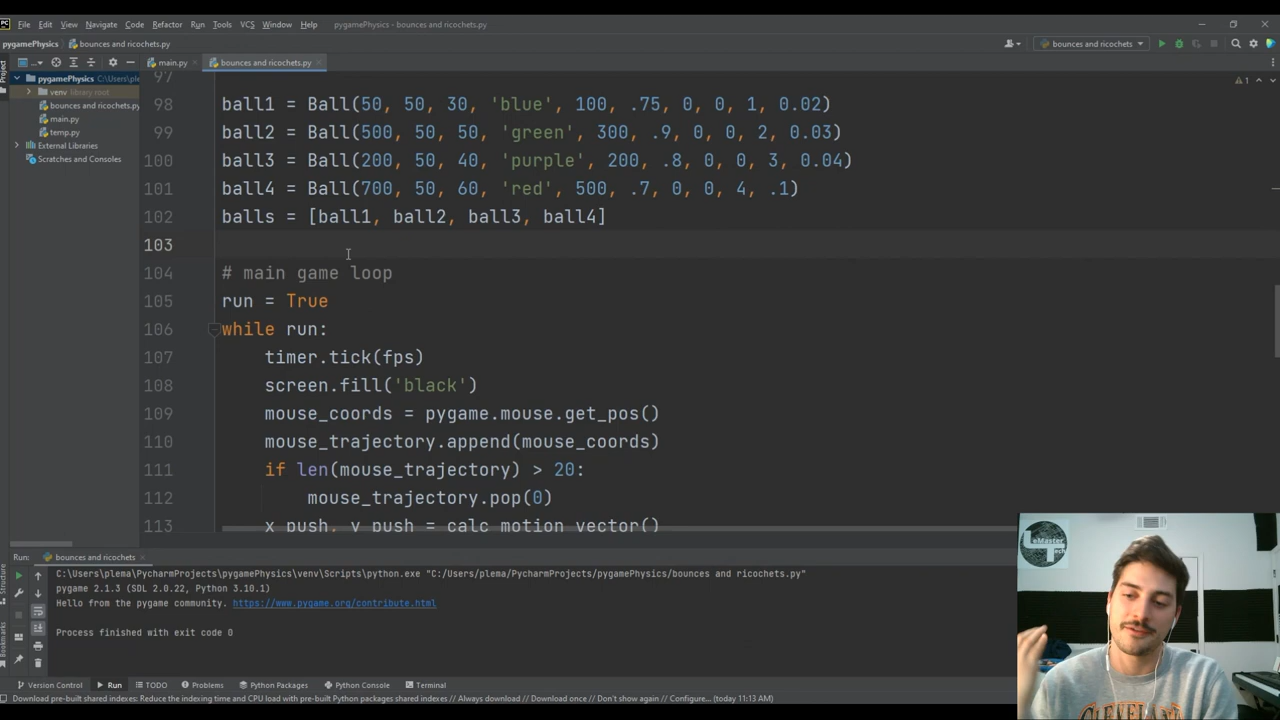 PC File Edit View Navigate Code Refactor Run Tools VCS Window Help pygamePhysics - bounces and ricochets.py
pygamePhysics bounces and ricochets.py bounces and ricochets
Project main.py bounces and ricochets.py
pygamePhysics C:\Users\ple
venv library root
bounces and ricochets.py
main.py
temp.py
External Libraries
Scratches and Consoles
1
97
98 ball1 = Ball(50, 50, 30, 'blue', 100, .75, 0, 0, 1, 0.02)
99 ball2 = Ball(500, 50, 50, 'green', 300, .9, 0, 0, 2, 0.03)
100 ball3 = Ball(200, 50, 40, 'purple', 200, .8, 0, 0, 3, 0.04)
101 ball4 = Ball(700, 50, 60, 'red', 500, .7, 0, 0, 4, .1)
102 balls = [ball1, ball2, ball3, ball4]
103
104 # main game loop
105 run = True
106 while run:
107 timer.tick(fps)
108 screen.fill('black')
109 mouse_coords = pygame.mouse.get_pos()
110 mouse_trajectory.append(mouse_coords)
111 if len(mouse_trajectory) > 20:
112 mouse_trajectory.pop(0)
113 x_push, y_push = calc_motion_vector()
Run: bounces and ricochets
C:\Users\plema\PycharmProjects\pygamePhysics\venv\Scripts\python.exe "C:/Users/plema/PycharmProjects/pygamePhysics/bounces and ricochets.py"
pygame 2.1.3 (SDL 2.0.22, Python 3.10.1)
Hello from the pygame community. https://www.pygame.org/contribute.html
Process finished with exit code 0
Structure
Version Control Run TODO Problems Python Packages Python Console Terminal
Download pre-built shared indexes: Reduce the indexing time and CPU load with pre-built Python packages shared indexes // Always download // Download once // Don't show again // Configure... (today 11:13 AM)
eMaster
Tech
CLEVELAND